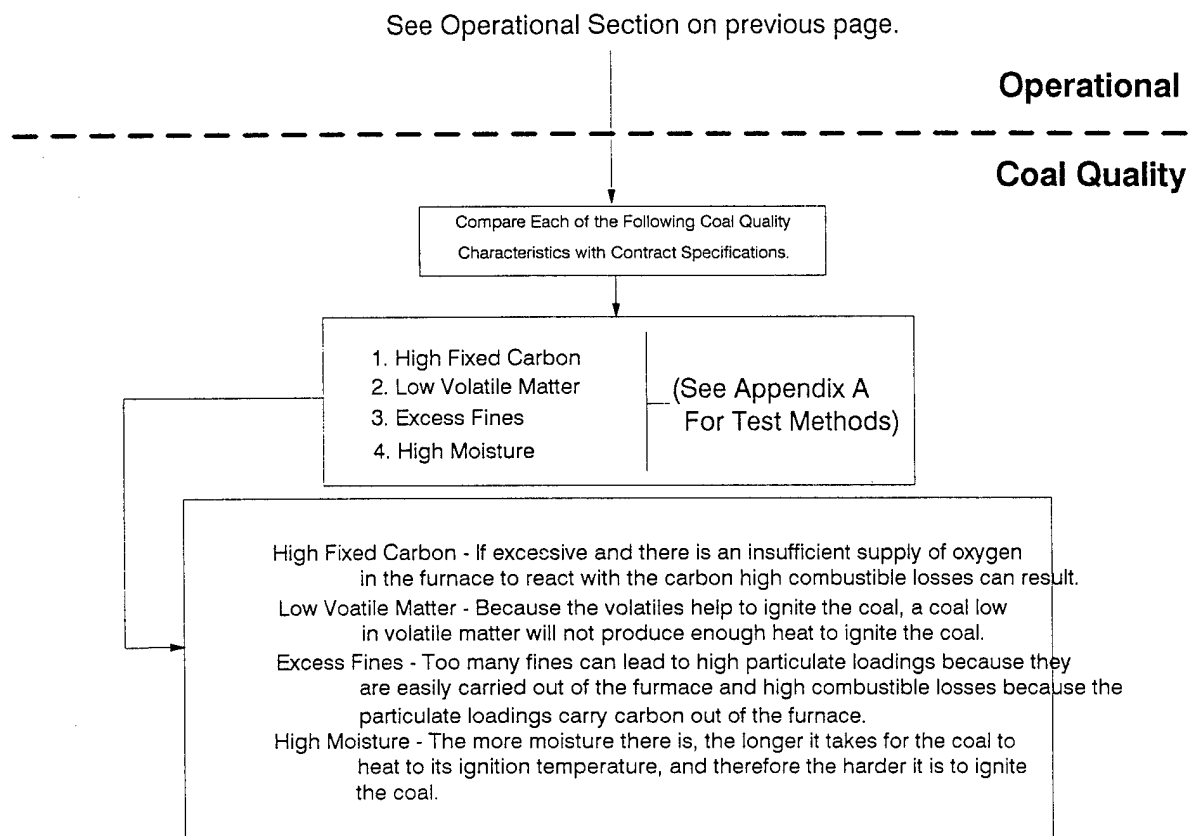 See Operational Section on previous page.
Operational
Coal Quality
Compare Each of the Following Coal Quality
Characteristics with Contract Specifications.
1. High Fixed Carbon
2. Low Volatile Matter
3. Excess Fines
4. High Moisture
(See Appendix A
For Test Methods)
High Fixed Carbon - If excessive and there is an insufficient supply of oxygen
in the furnace to react with the carbon high combustible losses can result.
Low Voatile Matter - Because the volatiles help to ignite the coal, a coal low
in volatile matter will not produce enough heat to ignite the coal.
Excess Fines - Too many fines can lead to high particulate loadings because they
are easily carried out of the furmace and high combustible losses because the
particulate loadings carry carbon out of the furnace.
High Moisture - The more moisture there is, the longer it takes for the coal to
heat to its ignition temperature, and therefore the harder it is to ignite
the coal.